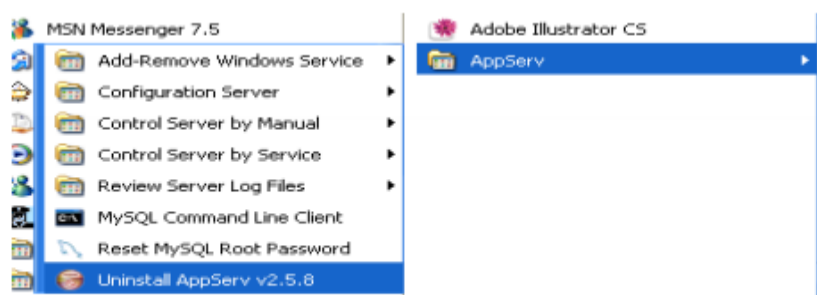 MSN Messenger 7.5
Add-Remove Windows Service
Configuration Server
Control Server by Manual
Control Server by Service
Review Server Log Files
MySQL Command Line Client
Reset MySQL Root Password
Uninstall AppServ v2.5.8
Adobe Illustrator CS
AppServ